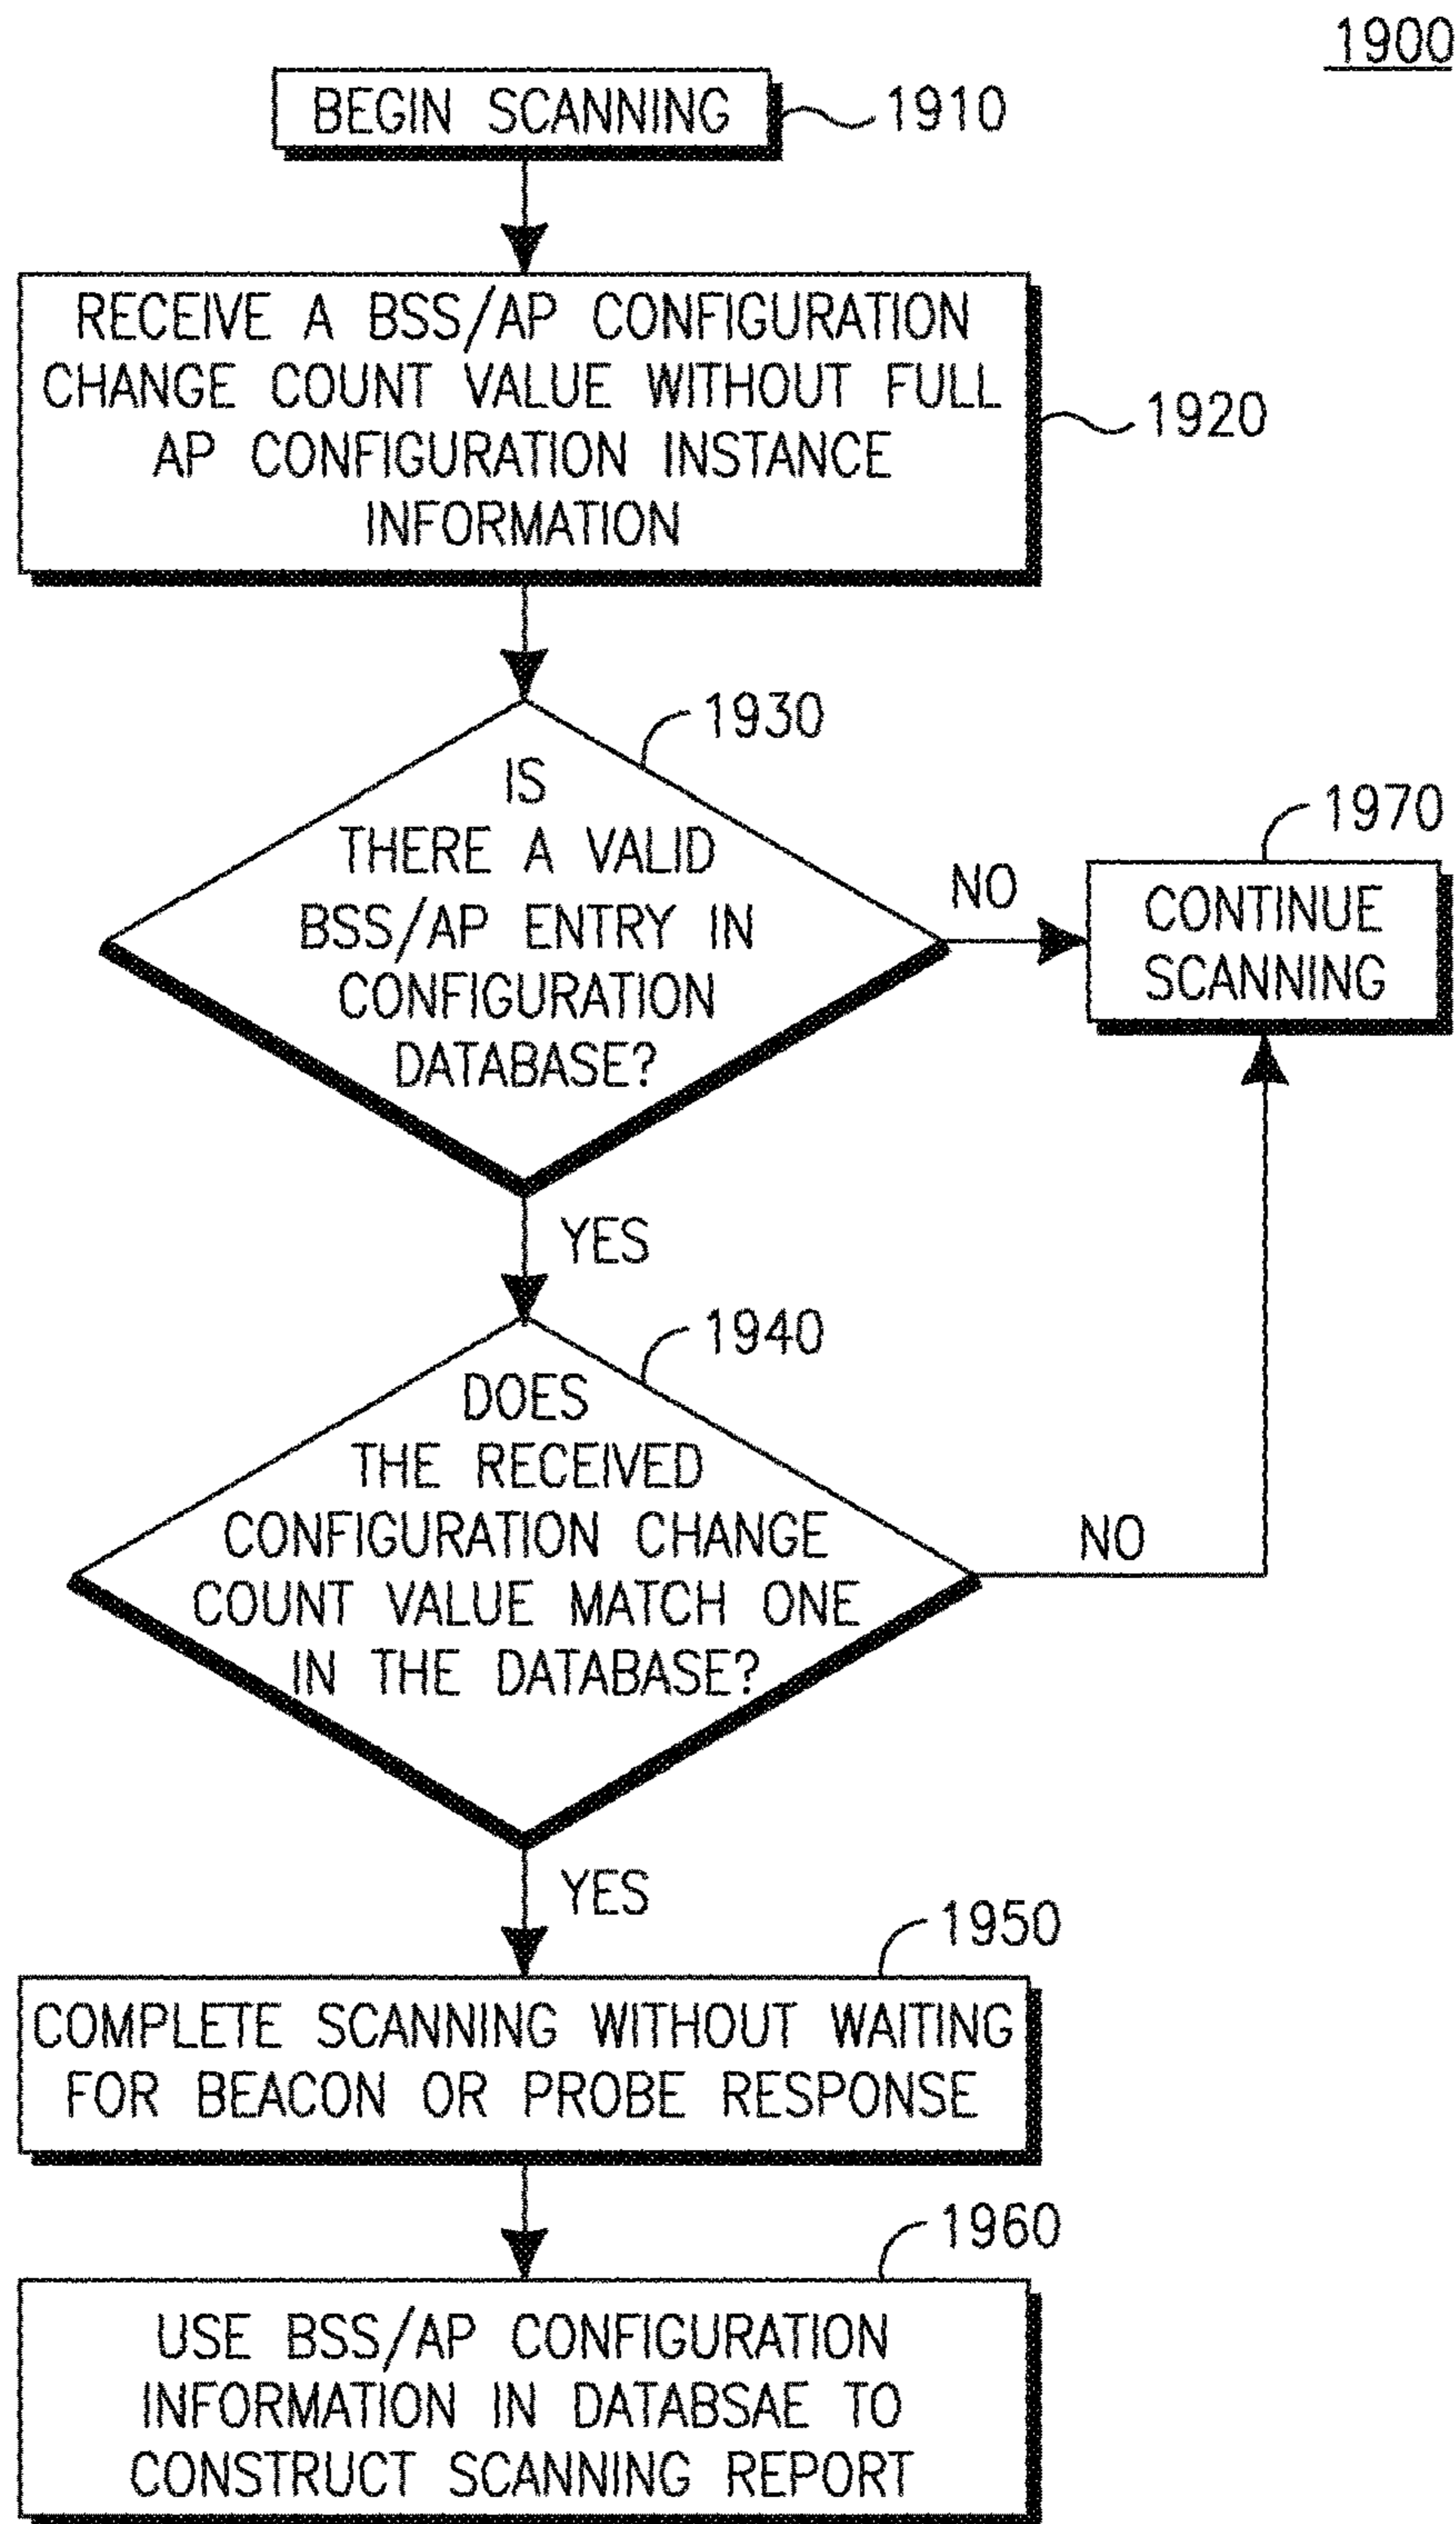 1900
BEGIN SCANNING
1910
RECEIVE A BSS/AP CONFIGURATION
CHANGE COUNT VALUE WITHOUT FULL
AP CONFIGURATION INSTANCE
INFORMATION
1920
1930
IS
THERE A VALID
BSS/AP ENTRY IN
CONFIGURATION
DATABASE?
NO
1970
CONTINUE
SCANNING
YES
1940
DOES
THE RECEIVED
CONFIGURATION CHANGE
COUNT VALUE MATCH ONE
IN THE DATABASE?
NO
YES
1950
COMPLETE SCANNING WITHOUT WAITING
FOR BEACON OR PROBE RESPONSE
1960
USE BSS/AP CONFIGURATION
INFORMATION IN DATABSAE TO
CONSTRUCT SCANNING REPORT